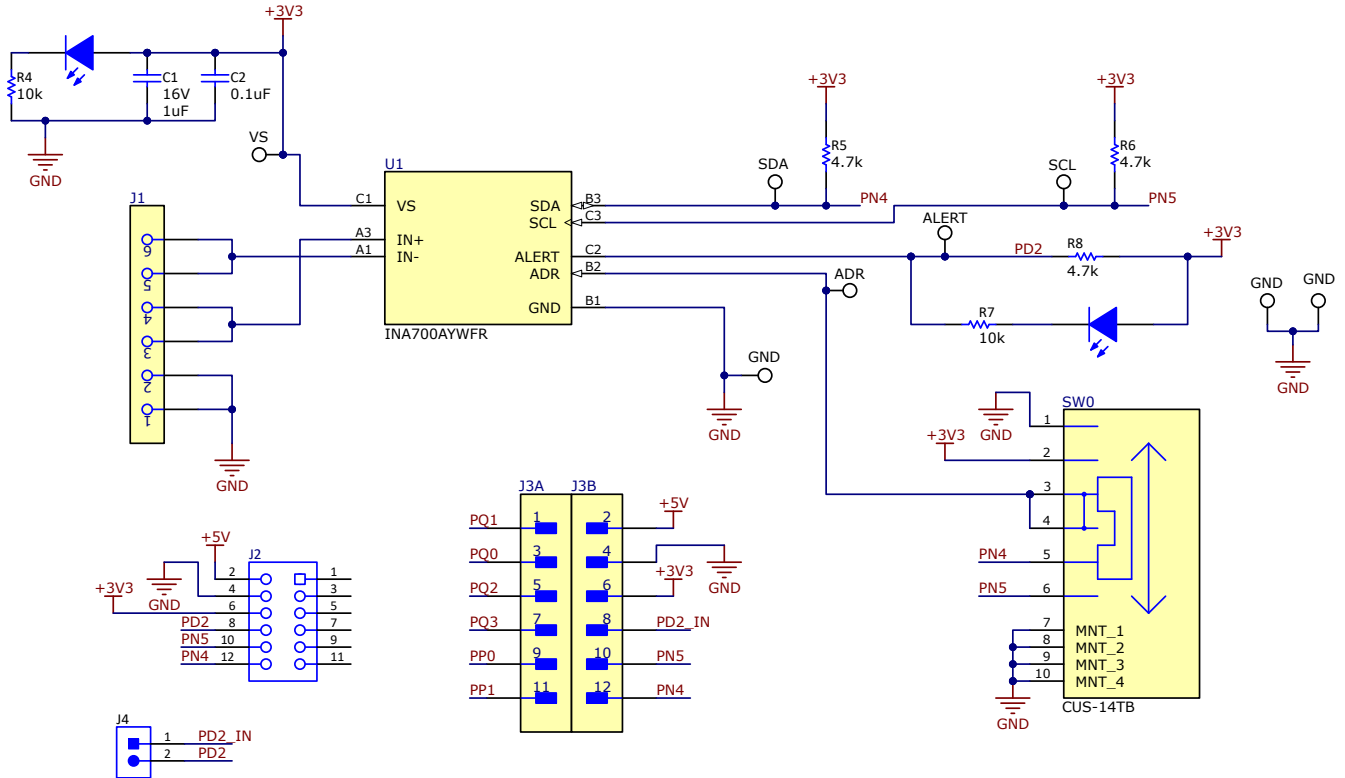 +3V3
R4
10k
C1
16V
1uF
C2
0.1uF
GND
VS
U1
C1
VS
A3
IN+
A1
IN-
SDA
B3
SCL
C3
ALERT
C2
ADR
B2
GND
B1
INA700AYWFR
J1
6
5
4
3
2
1
GND
+3V3
R5
4.7k
SDA
PN4
+3V3
R6
4.7k
SCL
PN5
ALERT
PD2
R8
4.7k
+3V3
R7
10k
ADR
GND
GND
GND
GND
GND
SW0
GND
1
+3V3
2
3
4
PN4
5
PN5
6
7
MNT_1
8
MNT_2
9
MNT_3
10
MNT_4
GND
CUS-14TB
J3A
J3B
PQ1
1
2
+5V
PQ0
3
4
GND
PQ2
5
6
+3V3
PQ3
7
8
PD2_IN
PP0
9
10
PN5
PP1
11
12
PN4
+5V
J2
GND
+3V3
2
1
4
3
6
5
PD2
8
7
PN5
10
9
PN4
12
11
J4
1
PD2_IN
2
PD2